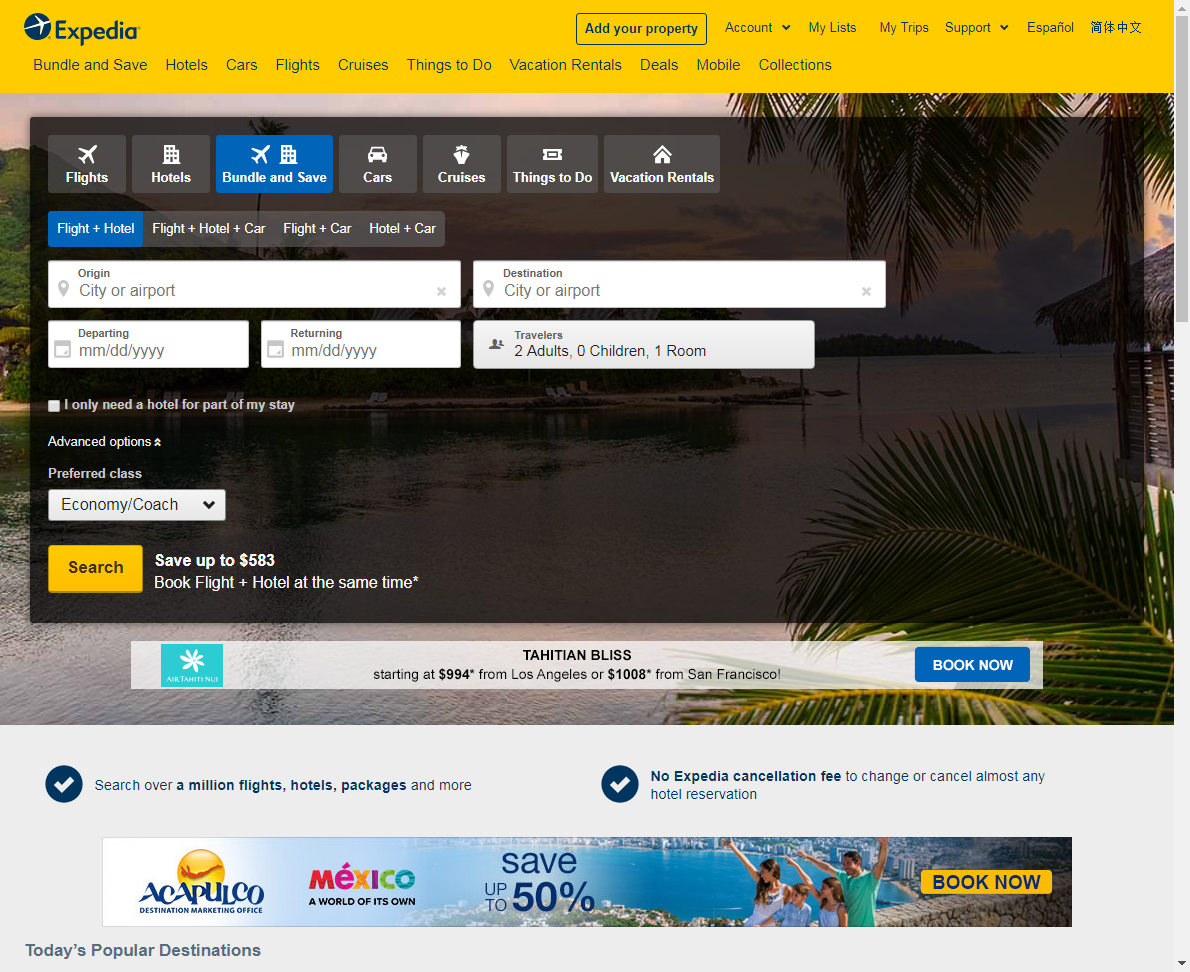 Expedia
Add your property
Account
My Lists
My Trips
Support
Español
简体中文
Bundle and Save
Hotels
Cars
Flights
Cruises
Things to Do
Vacation Rentals
Deals
Mobile
Collections
Flights
Hotels
Bundle and Save
Cars
Cruises
Things to Do
Vacation Rentals
Flight + Hotel
Flight + Hotel + Car
Flight + Car
Hotel + Car
Origin
City or airport
Destination
City or airport
Departing
mm/dd/yyyy
Returning
mm/dd/yyyy
Travelers
2 Adults, 0 Children, 1 Room
I only need a hotel for part of my stay
Advanced options
Preferred class
Economy/Coach
Search
Save up to $583
Book Flight + Hotel at the same time*
AIR TAHITI NUI
TAHITIAN BLISS
starting at $994* from Los Angeles or $1008* from San Francisco!
BOOK NOW
Search over a million flights, hotels, packages and more
No Expedia cancellation fee to change or cancel almost any
hotel reservation
ACAPULCO
DESTINATION MARKETING OFFICE
México
A WORLD OF ITS OWN
save
UP TO 50%
BOOK NOW
Today’s Popular Destinations